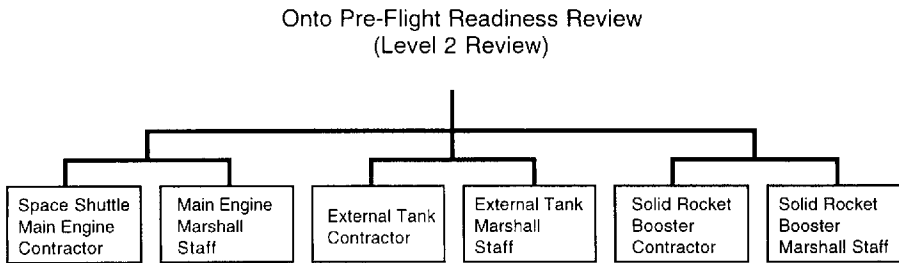 Onto Pre-Flight Readiness Review
(Level 2 Review)
Space Shuttle
Main Engine
Contractor
Main Engine
Marshall
Staff
External Tank
Contractor
External Tank
Marshall
Staff
Solid Rocket
Booster
Contractor
Solid Rocket
Booster
Marshall Staff